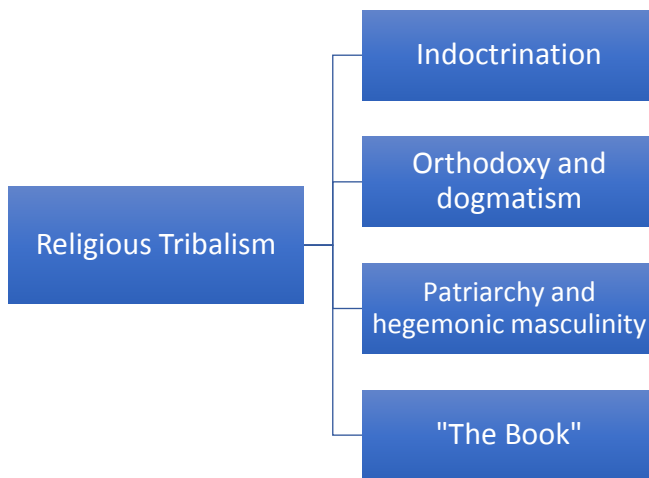 Religious Tribalism
Indoctrination
Orthodoxy and
dogmatism
Patriarchy and
hegemonic masculinity
"The Book"